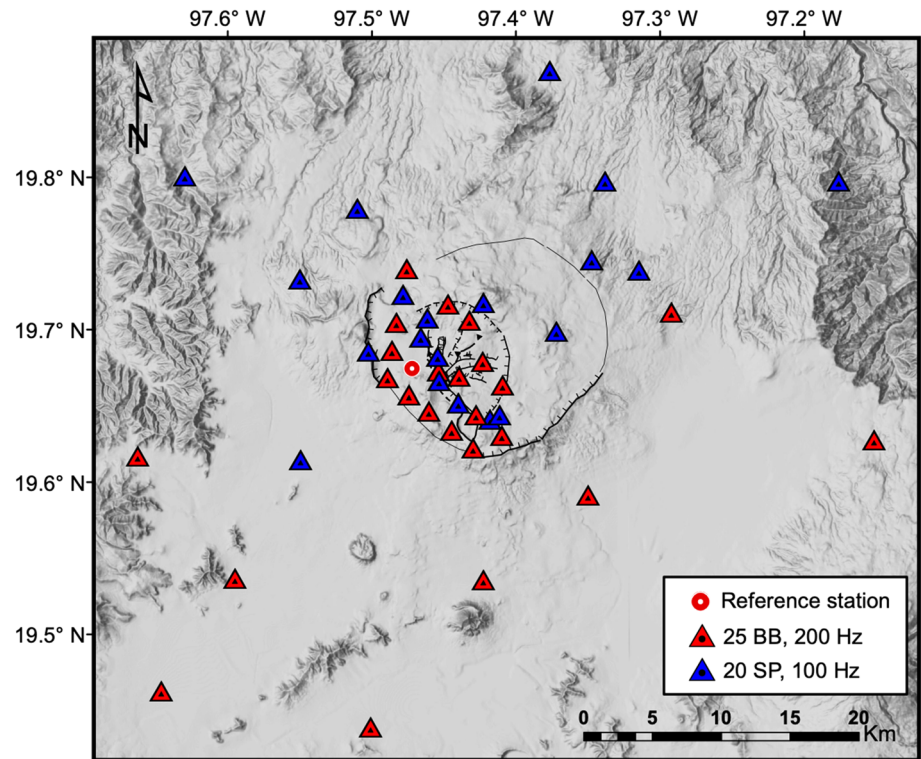 97.6° W 97.5° W 97.4° W 97.3° W 97.2° W
N
19.8° N
19.7° N
19.6° N
19.5° N
Reference station
25 BB, 200 Hz
20 SP, 100 Hz
0 5 10 15 20
Km